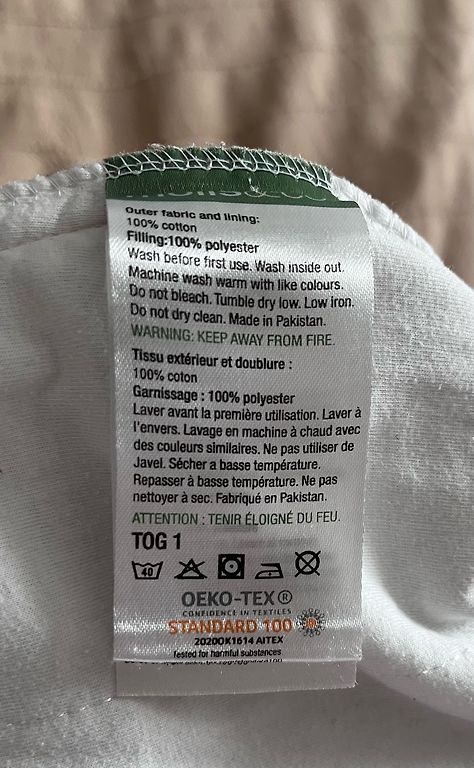 Outer fabric and lining:
100% cotton
Filling:100% polyester
Wash before first use. Wash inside out.
Machine wash warm with like colours.
Do not bleach. Tumble dry low. Low iron.
Do not dry clean. Made in Pakistan.
WARNING: KEEP AWAY FROM FIRE.
Tissu extérieur et doublure :
100% coton
Garnissage : 100% polyester
Laver avant la première utilisation. Laver à
l'envers. Lavage en machine à chaud avec
des couleurs similaires. Ne pas utiliser de
Javel. Sécher a basse température.
Repasser à basse température. Ne pas
nettoyer à sec. Fabriqué en Pakistan.
ATTENTION : TENIR ÉLOIGNÉ DU FEU.
TOG 1
40
OEKO-TEX®
CONFIDENCE IN TEXTILES
STANDARD 100
2020OK1614 AITEX
Tested for harmful substances